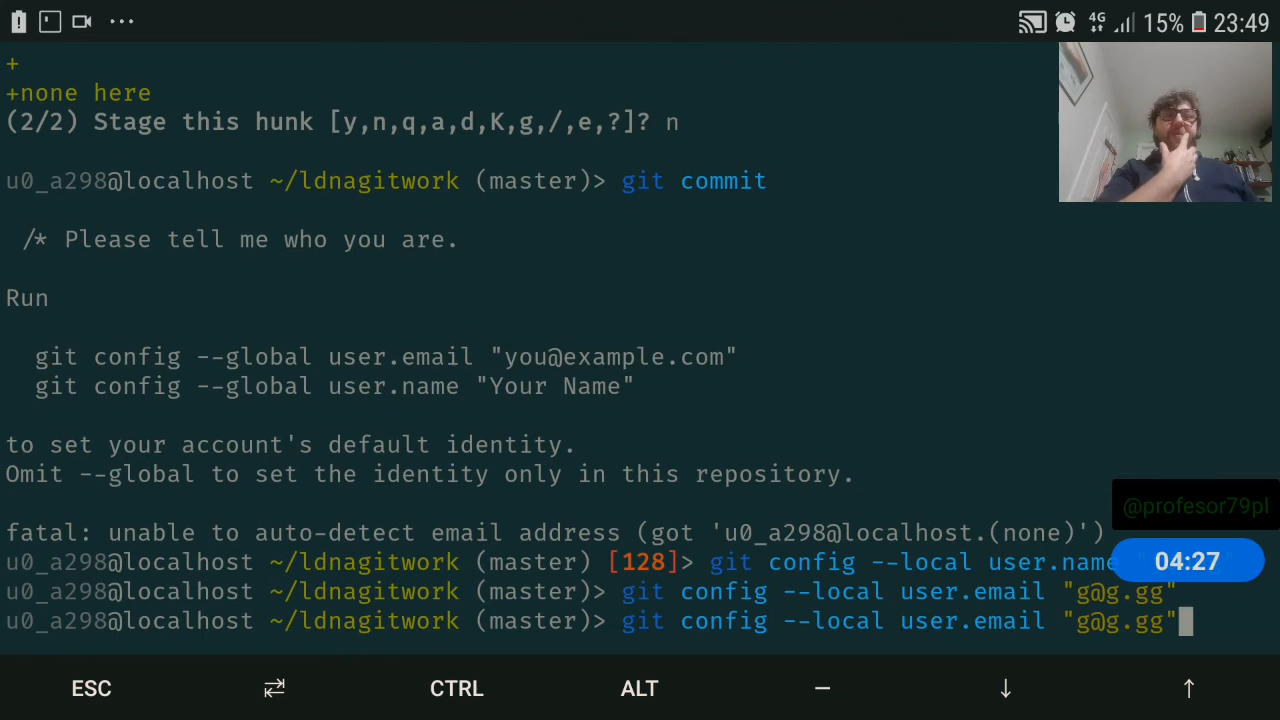 15% 23:49
4G
+
+none here
(2/2) Stage this hunk [y,n,q,a,d,K,g,/,e,?]? n
u0_a298@localhost ~/ldnagitwork (master)> git commit
/* Please tell me who you are.
Run
git config --global user.email "you@example.com"
git config --global user.name "Your Name"
to set your account's default identity.
Omit --global to set the identity only in this repository.
@profesor79pl
fatal: unable to auto-detect email address (got 'u0_a298@localhost.(none)')
u0_a298@localhost ~/ldnagitwork (master) [128]> git config --local user.name
04:27
u0_a298@localhost ~/ldnagitwork (master)> git config --local user.email "g@g.gg"
u0_a298@localhost ~/ldnagitwork (master)> git config --local user.email "g@g.gg"
ESC ⇄ CTRL ALT — ↓ ↑